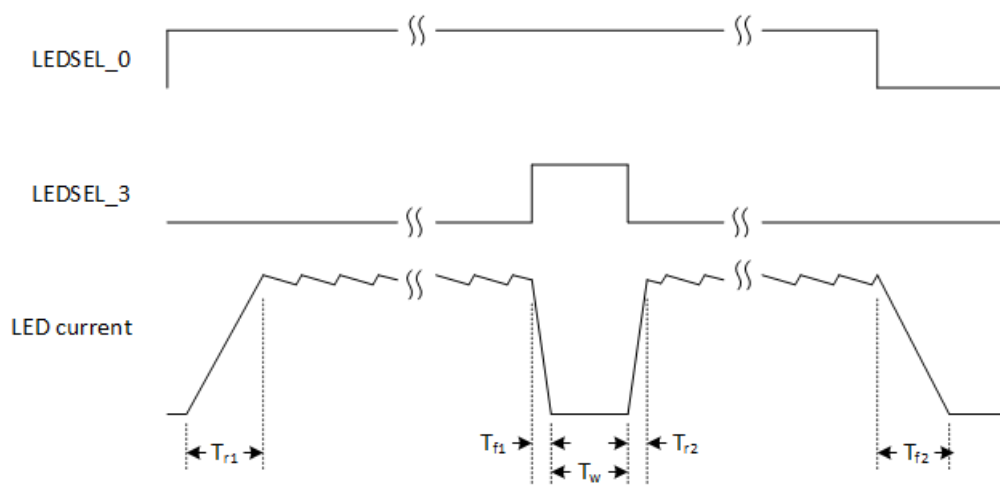 LEDSEL_0
LEDSEL_3
LED current
Tr1
Tf1
Tw
Tr2
Tf2